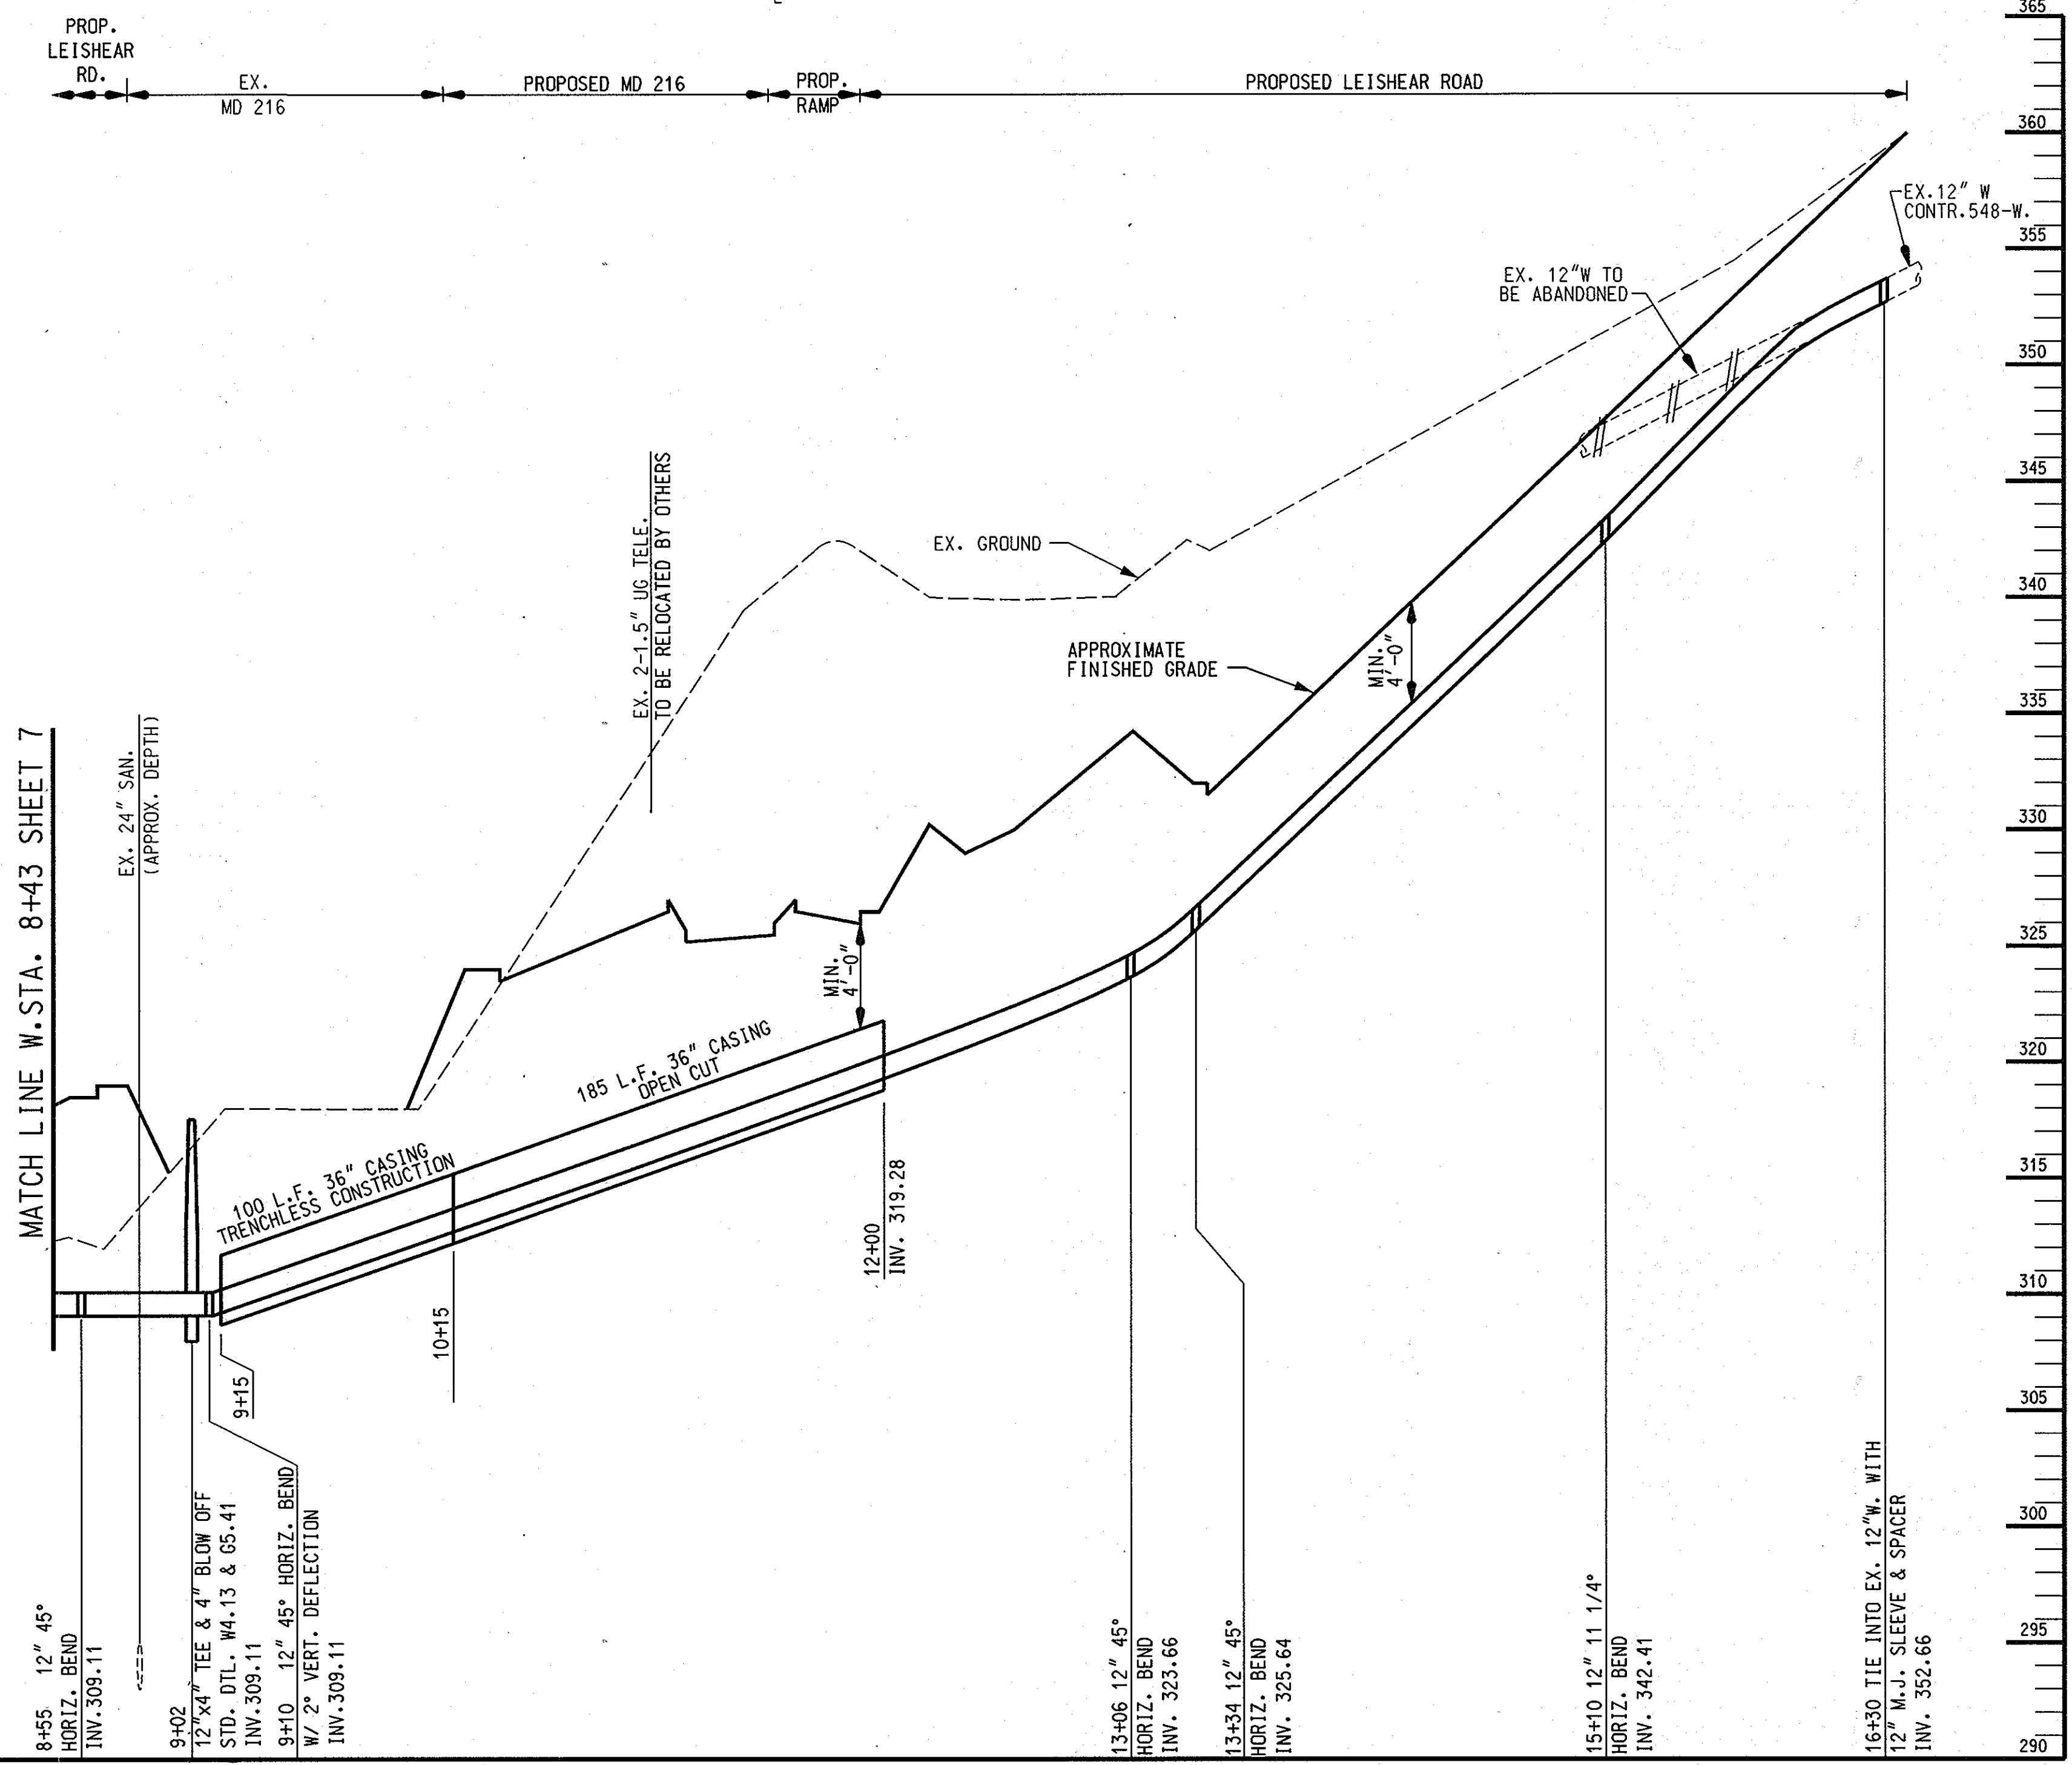 PROP.
LEISHEAR
RD.
EX.
MD 216
PROPOSED MD 216
PROP.
RAMP
PROPOSED LEISHEAR ROAD
365
360
355
350
345
340
335
330
325
320
315
310
305
300
295
290
EX.12" W
CONTR.548-W.
EX. 12"W TO
BE ABANDONED
EX. GROUND
EX. 2-1.5" UG TELE.
TO BE RELOCATED BY OTHERS
APPROXIMATE
FINISHED GRADE
MIN.
4'-0"
MATCH LINE W.STA. 8+43 SHEET 7
EX. 24" SAN.
(APPROX. DEPTH)
MIN.
4'-0"
185 L.F. 36" CASING
OPEN CUT
100 L.F. 36" CASING
TRENCHLESS CONSTRUCTION
12+00
INV. 319.28
10+15
9+15
8+55 12" 45°
HORIZ. BEND
INV.309.11
9+02
12"x4" TEE & 4" BLOW OFF
STD. DTL. W4.13 & G5.41
INV.309.11
9+10 12" 45° HORIZ. BEND
W/ 2° VERT. DEFLECTION
INV.309.11
13+06 12" 45°
HORIZ. BEND
INV. 323.66
13+34 12" 45°
HORIZ. BEND
INV. 325.64
15+10 12" 11 1/4°
HORIZ. BEND
INV. 342.41
16+30 TIE INTO EX. 12"W. WITH
12" M.J. SLEEVE & SPACER
INV. 352.66